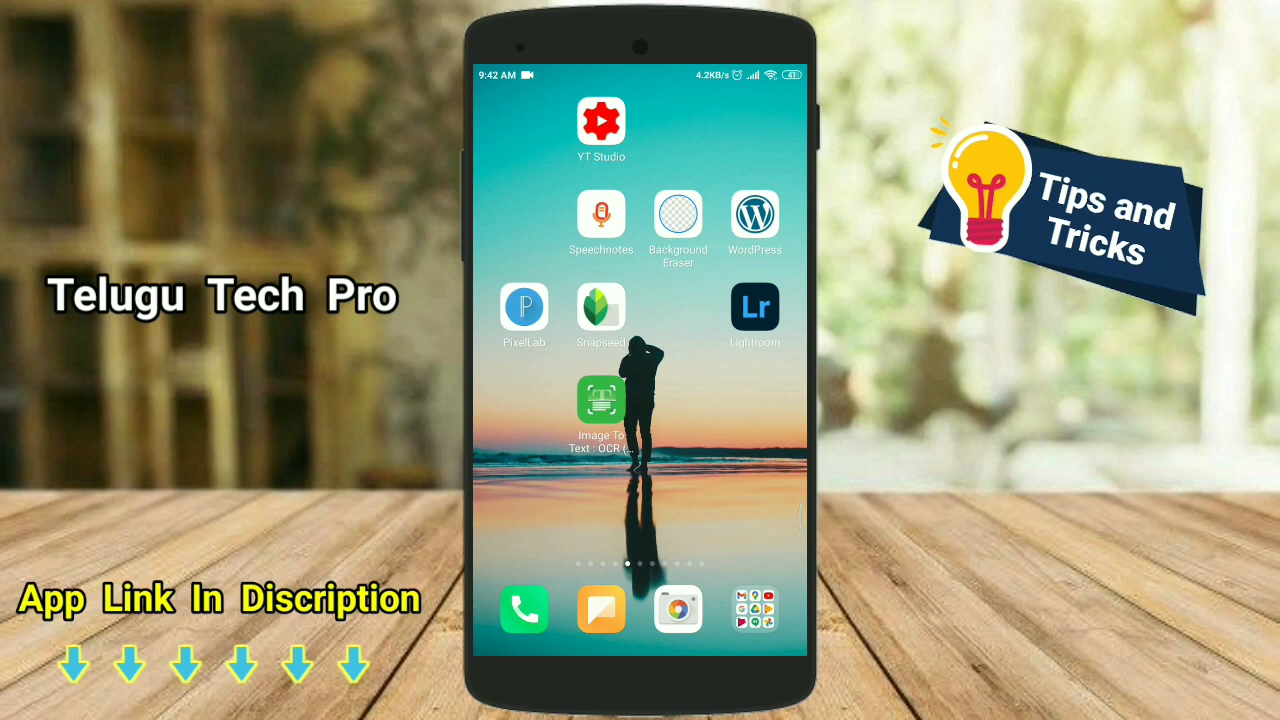 9:42 AM
4.2KB/s
41
YT Studio
Speechnotes
Background
Eraser
WordPress
PixelLab
Snapseed
Lr
Lightroom
Image To
Text : OCR (...
Tips and
Tricks
Telugu Tech Pro
App Link In Discription